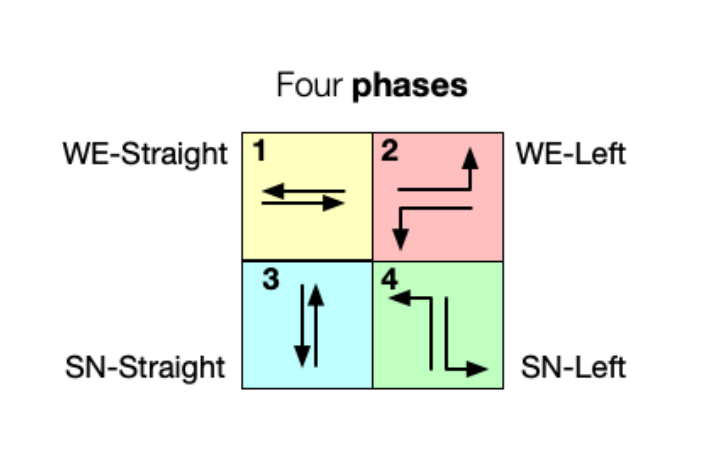 Four phases
WE-Straight
1
2
WE-Left
3
4
SN-Straight
SN-Left